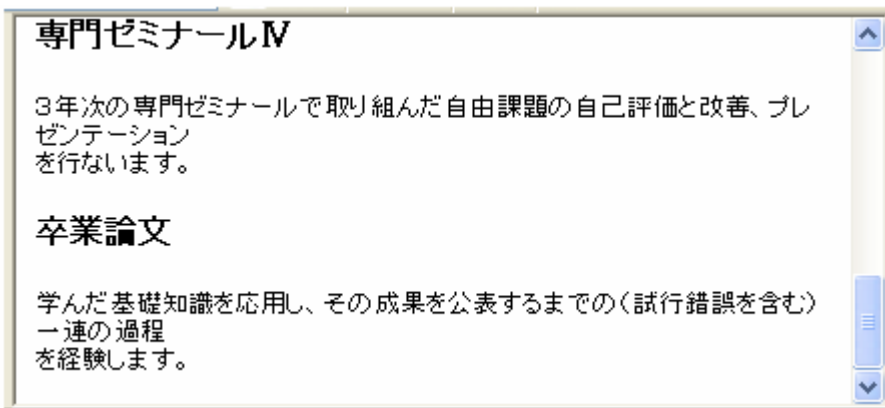 専門ゼミナールⅣ
３年次の専門ゼミナールで取り組んだ自由課題の自己評価と改善、プレ
ゼンテーション
を行ないます。
卒業論文
学んだ基礎知識を応用し、その成果を公表するまでの（試行錯誤を含む）
一連の過程
を経験します。